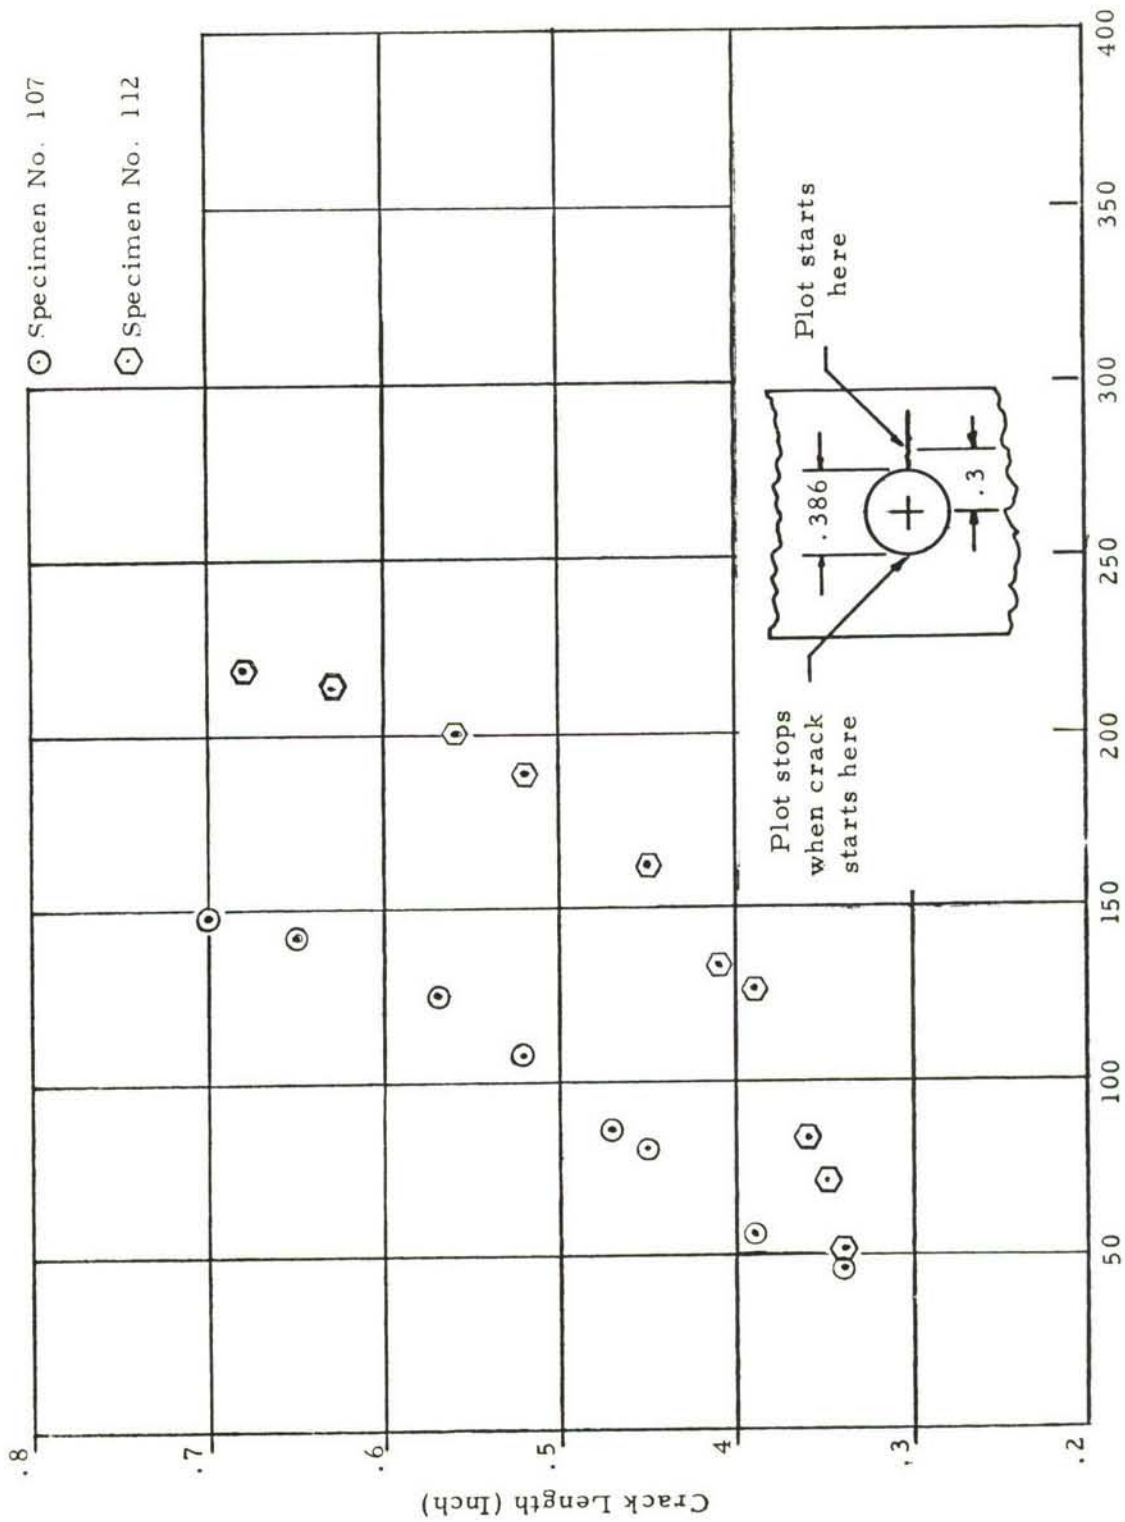 Specimen No. 107
Specimen No. 112
.8
.7
.6
.5
.4
.3
.2
Crack Length (Inch)
50
100
150
200
250
300
350
400
Plot stops
when crack
starts here
.386
.3
Plot starts
here